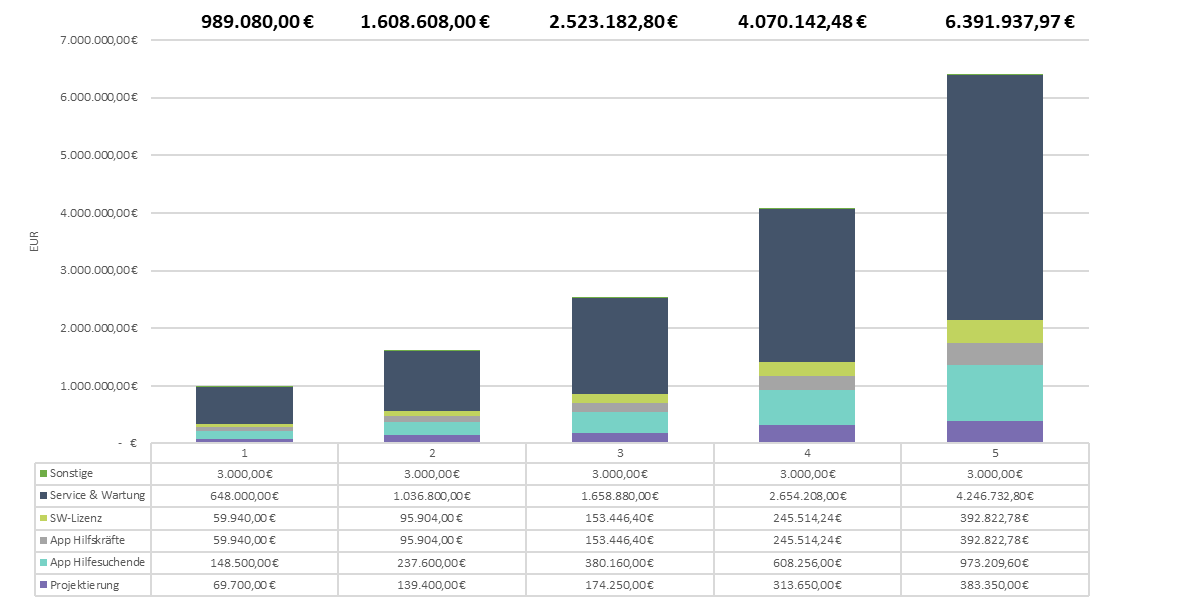 989.080,00 € 1.608.608,00 € 2.523.182,80 € 4.070.142,48 € 6.391.937,97 €
7.000.000,00 €
6.000.000,00 €
5.000.000,00 €
4.000.000,00 €
3.000.000,00 €
2.000.000,00 €
1.000.000,00 €
- €
EUR
1 2 3 4 5
Sonstige 3.000,00 € 3.000,00 € 3.000,00 € 3.000,00 € 3.000,00 €
Service & Wartung 648.000,00 € 1.036.800,00 € 1.658.880,00 € 2.654.208,00 € 4.246.732,80 €
SW-Lizenz 59.940,00 € 95.904,00 € 153.446,40 € 245.514,24 € 392.822,78 €
App Hilfskräfte 59.940,00 € 95.904,00 € 153.446,40 € 245.514,24 € 392.822,78 €
App Hilfesuchende 148.500,00 € 237.600,00 € 380.160,00 € 608.256,00 € 973.209,60 €
Projektierung 69.700,00 € 139.400,00 € 174.250,00 € 313.650,00 € 383.350,00 €